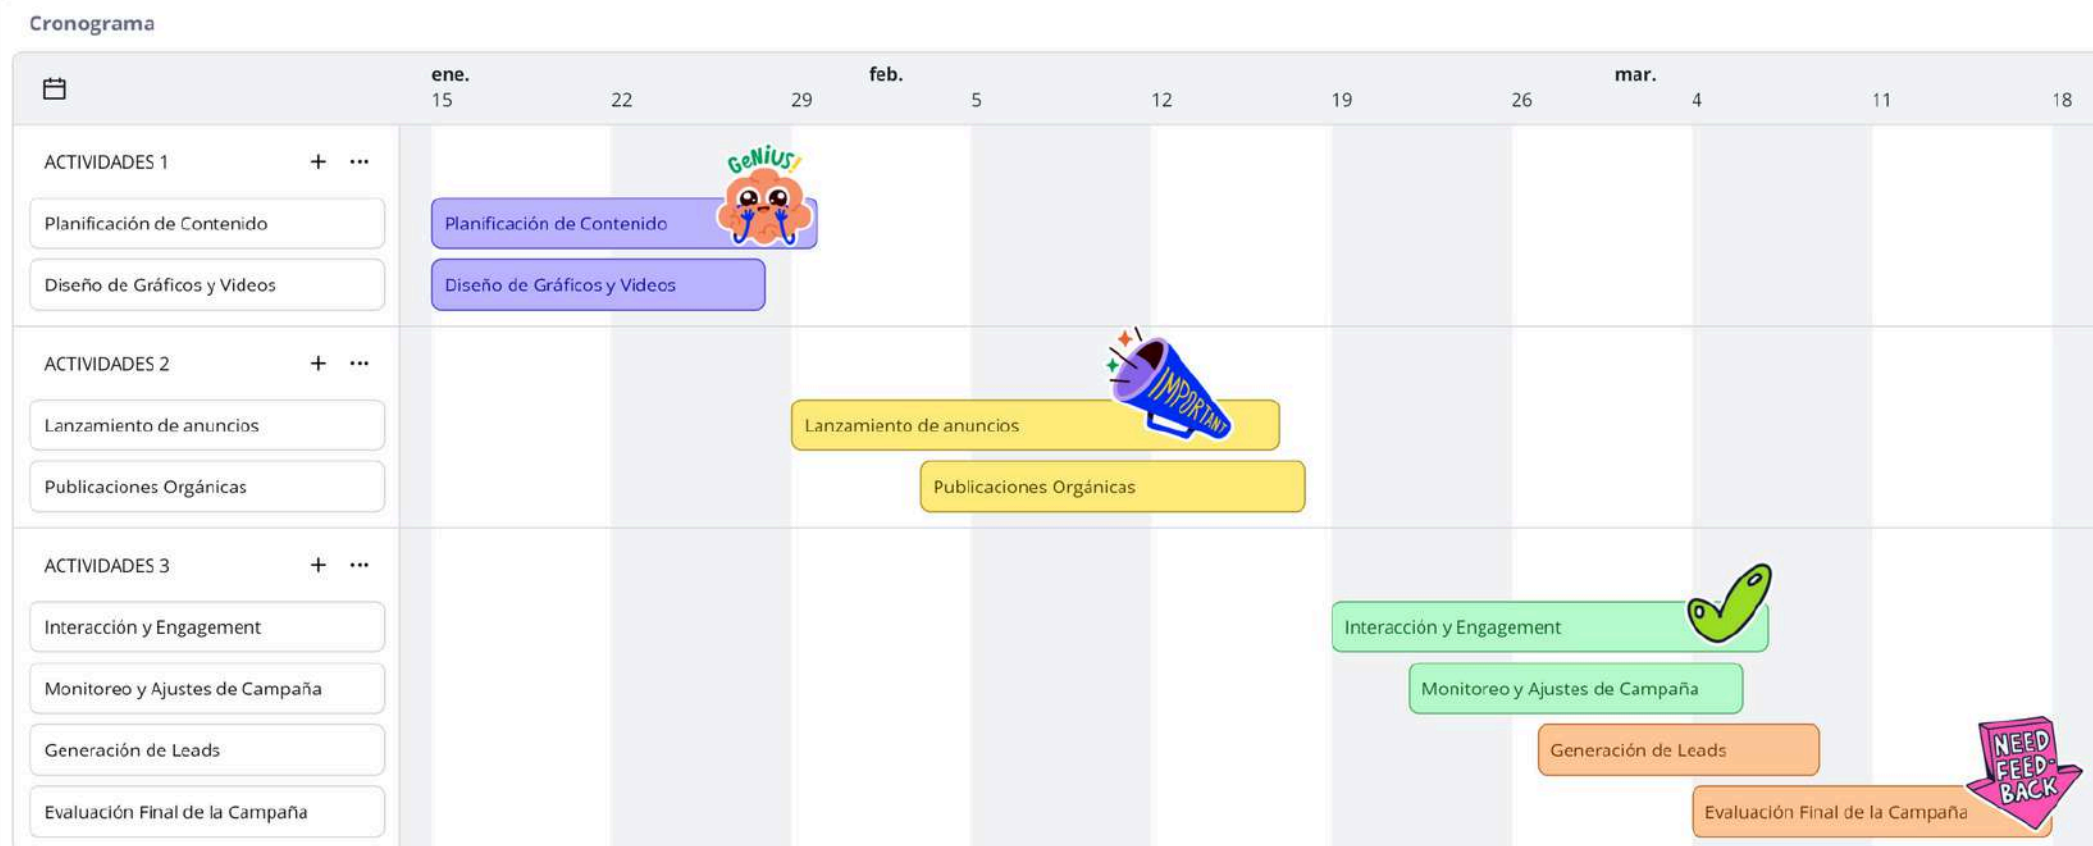 Cronograma
ene. feb. mar.
15 22 29 5 12 19 26 4 11 18
ACTIVIDADES 1
GeNiUS!
Planificación de Contenido Planificación de Contenido
Diseño de Gráficos y Videos Diseño de Gráficos y Videos
ACTIVIDADES 2
IMPORTANT
Lanzamiento de anuncios Lanzamiento de anuncios
Publicaciones Orgánicas Publicaciones Orgánicas
ACTIVIDADES 3
Interacción y Engagement Interacción y Engagement
Monitoreo y Ajustes de Campaña Monitoreo y Ajustes de Campaña
Generación de Leads Generación de Leads
NEED
FEED-
BACK
Evaluación Final de la Campaña Evaluación Final de la Campaña